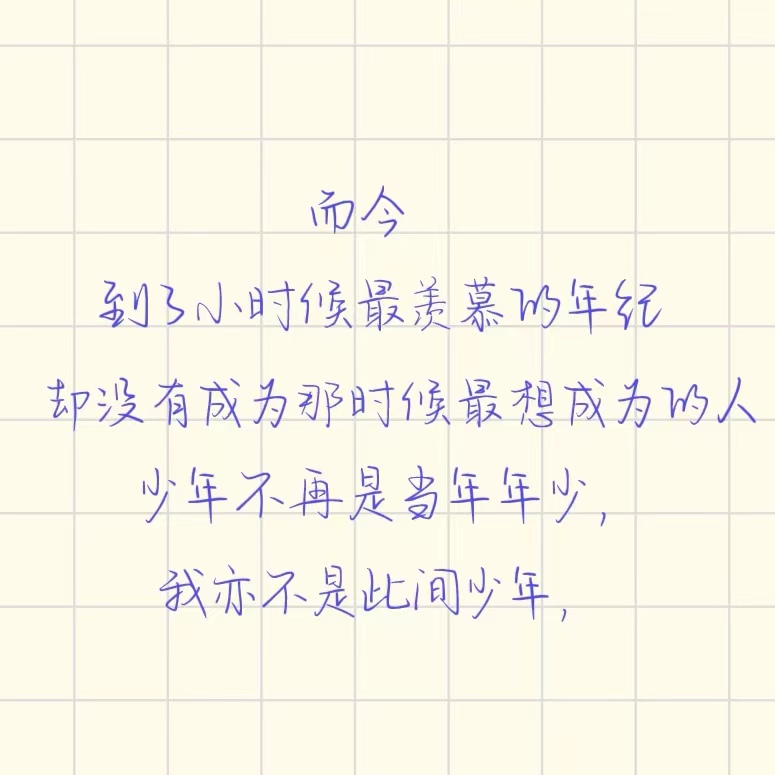 而今
到了小时候最羡慕的年纪
却没有成为那时候最想成为的人
少年不再是当年年少,
我亦不是此间少年,